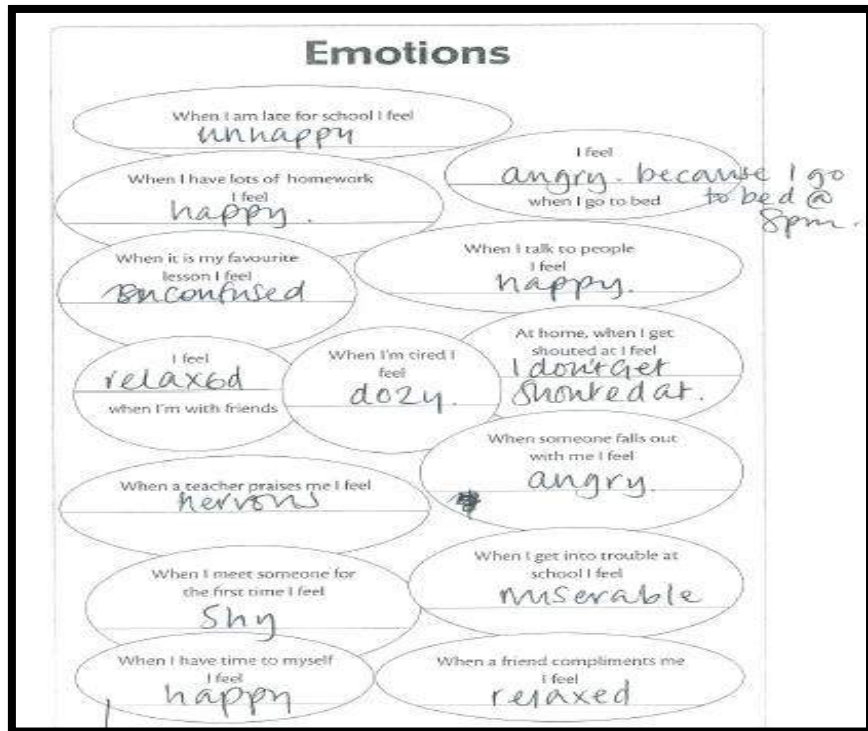 Emotions
When I am late for school I feel
unhappy
I feel
angry. because I go
to bed @
8pm.
when I go to bed
When I have lots of homework
I feel
happy.
When I talk to people
I feel
happy.
When it is my favourite
lesson I feel
confused
At home, when I get
shouted at I feel
I don't Get
Shouted at.
When I'm tired I
feel
dozy.
I feel
relaxed
when I'm with friends
When someone falls out
with me I feel
angry.
When a teacher praises me I feel
nervous
When I get into trouble at
school I feel
miserable
When I meet someone for
the first time I feel
Shy
When I have time to myself
I feel
happy
When a friend compliments me
I feel
relaxed